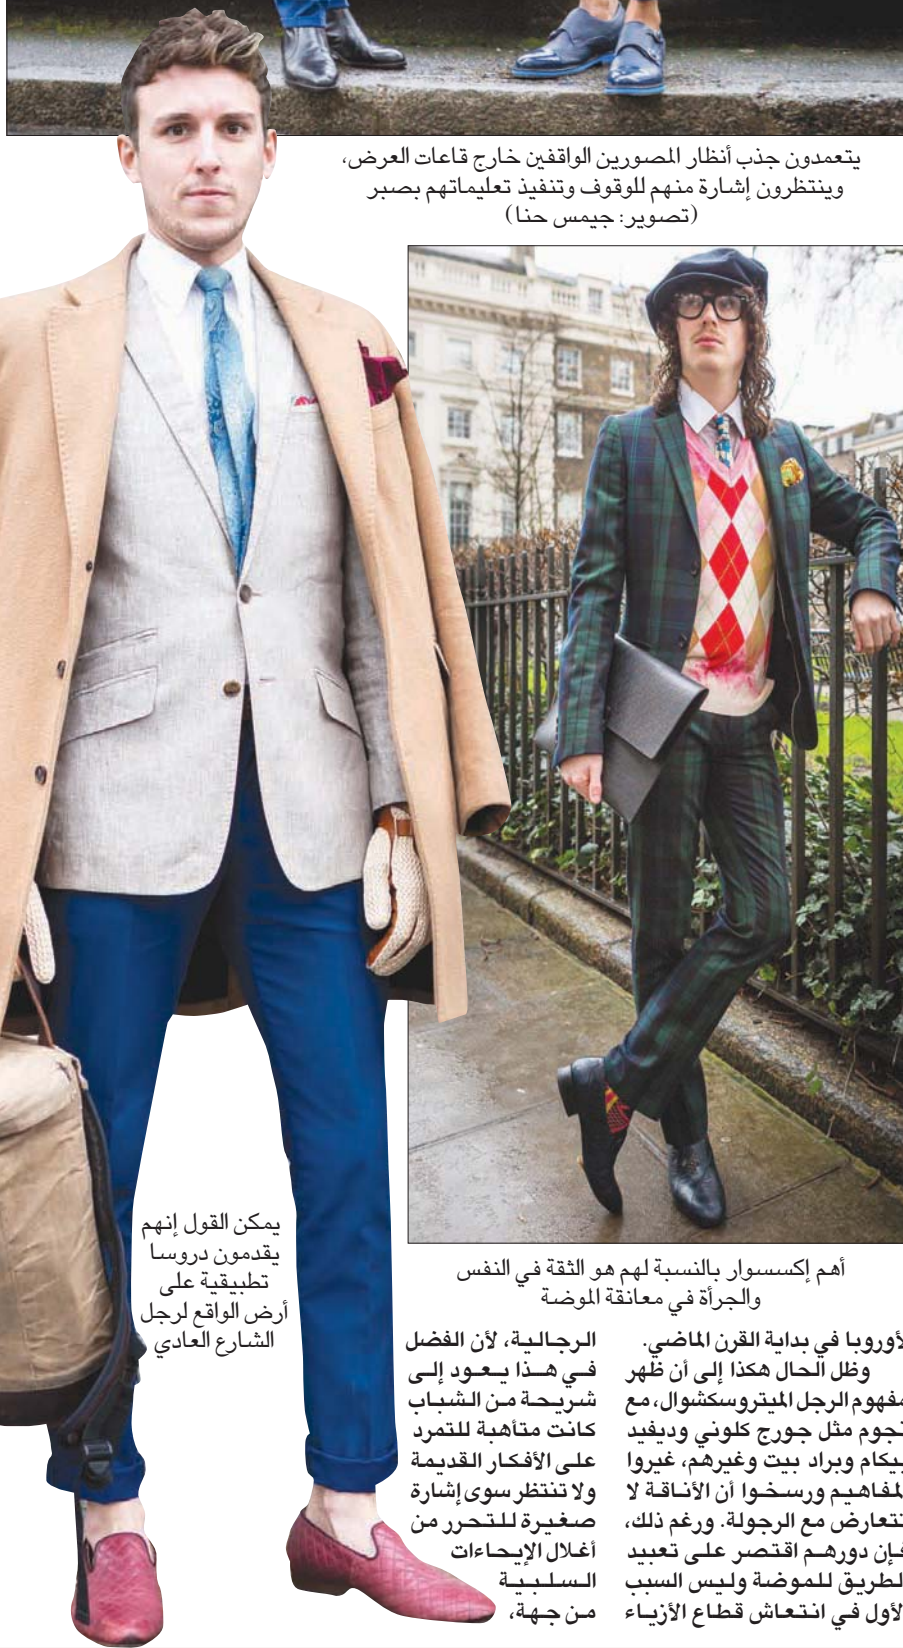 يتعمدون جذب أنظار المصورين الواقفين خارج قاعات العرض،
وينتظرون إشارة منهم للوقوف وتنفيذ تعليماتهم بصبر
(تصوير: جيمس حنا)
أهم إكسسوار بالنسبة لهم هو الثقة في النفس
والجرأة في معانقة الموضة
يمكن القول إنهم
يقدمون دروسا
تطبيقية على
أرض الواقع لرجل
الشارع العادي
لأوروبا في بداية القرن الماضي.
وظل الحال هكذا إلى أن ظهر
مفهوم الرجل الميتروسكشوال، مع
نجوم مثل جورج كلوني وديفيد
بيكام وبراد بيت وغيرهم، غيروا
المفاهيم ورسخوا أن الأناقة لا
تتعارض مع الرجولة. ورغم ذلك،
فإن دورهم اقتصر على تعبيد
الطريق للموضة وليس السبب
الأول في انتعاش قطاع الأزياء
الرجالية، لأن الفضل
في هذا يعود إلى
شريحة من الشباب
كانت متأهبة للتمرد
على الأفكار القديمة
ولا تنتظر سوى إشارة
صغيرة للتحرر من
أغلال الإيحاءات
السلبية
من جهة،